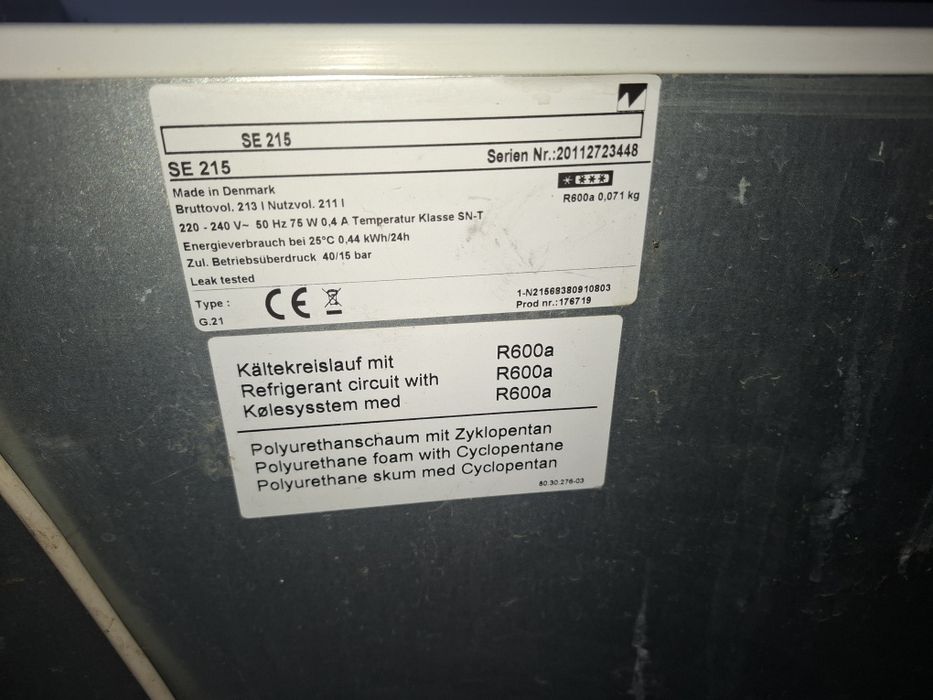 SE 215
SE 215
Serien Nr.:20112723448
Made in Denmark
Bruttovol. 213 l Nutzvol. 211 l
R600a 0,071 kg
220 - 240 V~ 50 Hz 75 W 0,4 A Temperatur Klasse SN-T
Energieverbrauch bei 25°C 0,44 kWh/24h
Zul. Betriebsüberdruck 40/15 bar
Leak tested
Type :
G.21
CE
1-N21568380910803
Prod nr.:176719
Kältekreislauf mit R600a
Refrigerant circuit with R600a
Kølesysstem med R600a
Polyurethanschaum mit Zyklopentan
Polyurethane foam with Cyclopentane
Polyurethane skum med Cyclopentan
80.30.276-03